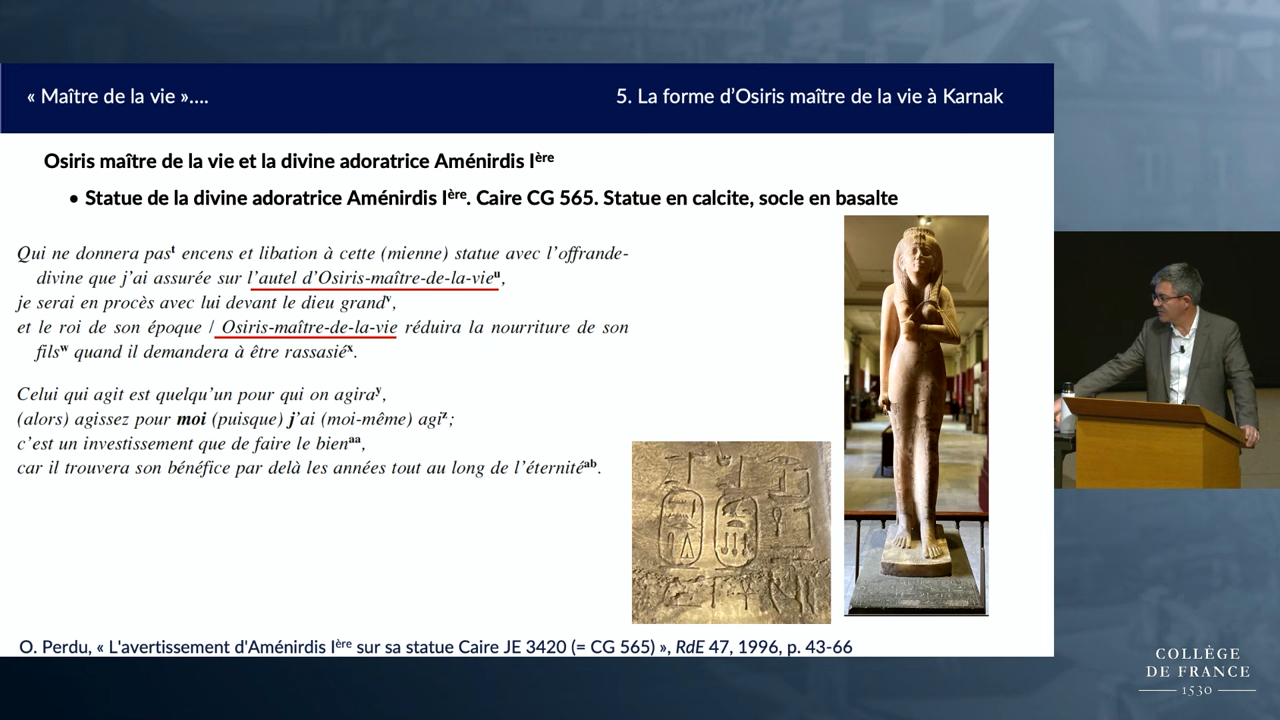 « Maître de la vie »....
5. La forme d’Osiris maître de la vie à Karnak
Osiris maître de la vie et la divine adoratrice Aménirdis Ière
• Statue de la divine adoratrice Aménirdis Ière. Caire CG 565. Statue en calcite, socle en basalte
Qui ne donnera past encens et libation à cette (mienne) statue avec l’offrande-
divine que j’ai assurée sur l’autel d’Osiris-maître-de-la-vieu,
je serai en procès avec lui devant le dieu grandv,
et le roi de son époque / Osiris-maître-de-la-vie réduira la nourriture de son
filsw quand il demandera à être rassasiéx.
Celui qui agit est quelqu’un pour qui on agiray,
(alors) agissez pour moi (puisque) j’ai (moi-même) agiz;
c’est un investissement que de faire le bienaa,
car il trouvera son bénéfice par delà les années tout au long de l’éternitéab.
O. Perdu, « L'avertissement d'Aménirdis Ière sur sa statue Caire JE 3420 (= CG 565) », RdE 47, 1996, p. 43-66
COLLÈGE
DE FRANCE
1530